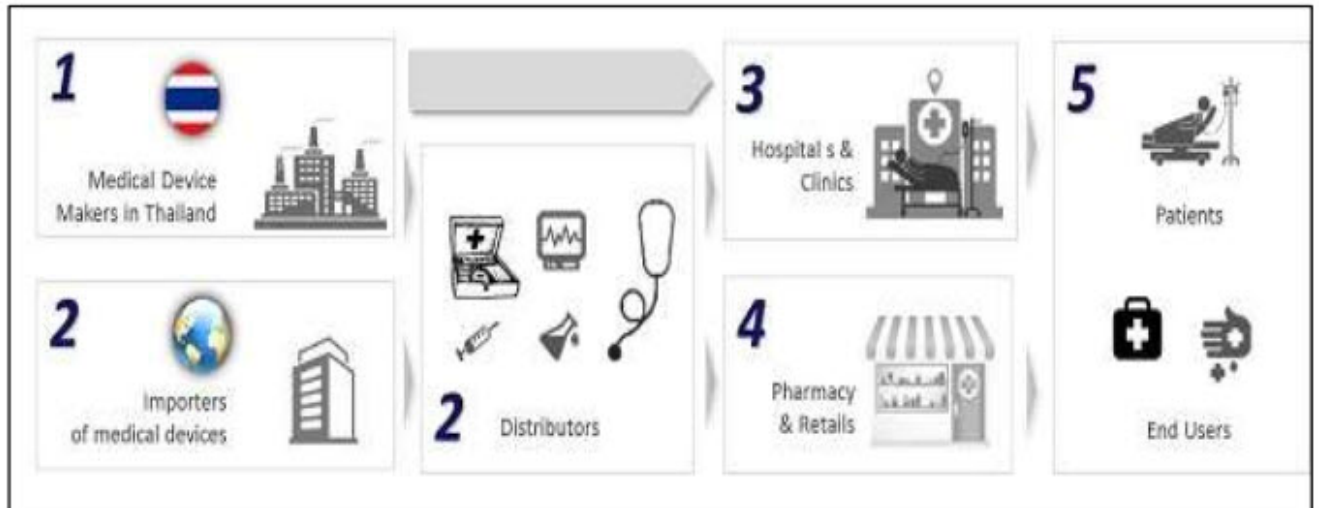 1
Medical Device
Makers in Thailand
2
Importers
of medical devices
2 Distributors
3
Hospital s &
Clinics
4
Pharmacy
& Retails
5
Patients
End Users